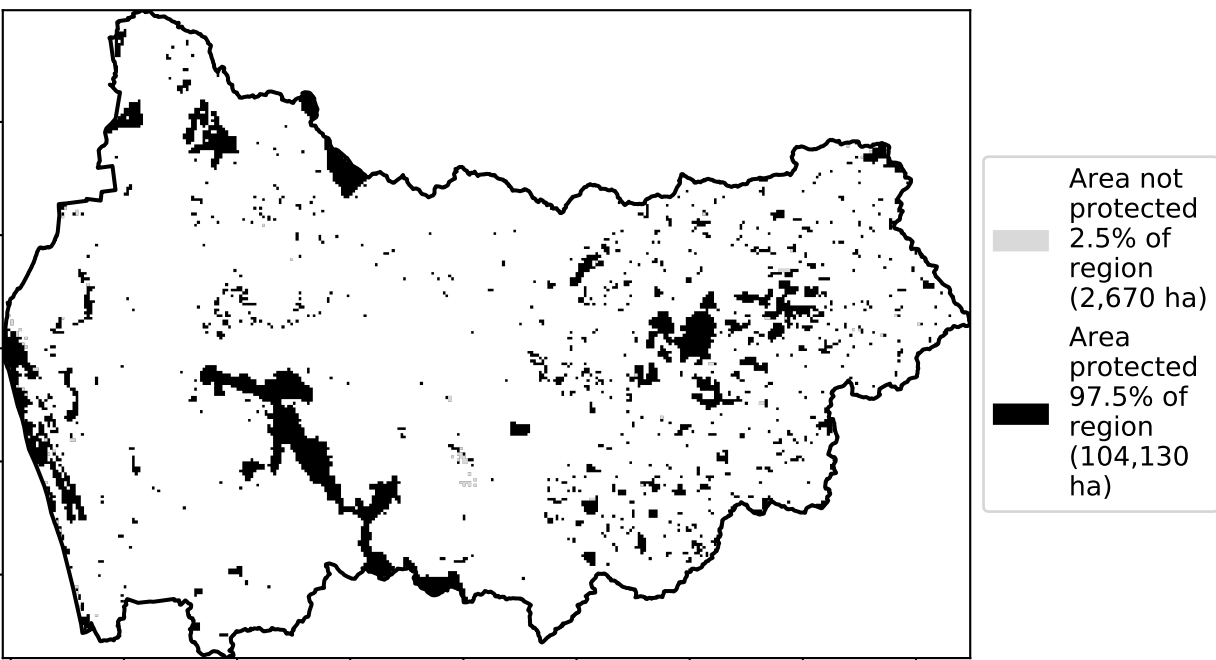 Area not
protected
2.5% of
region
(2,670 ha)
Area
protected
97.5% of
region
(104,130
ha)